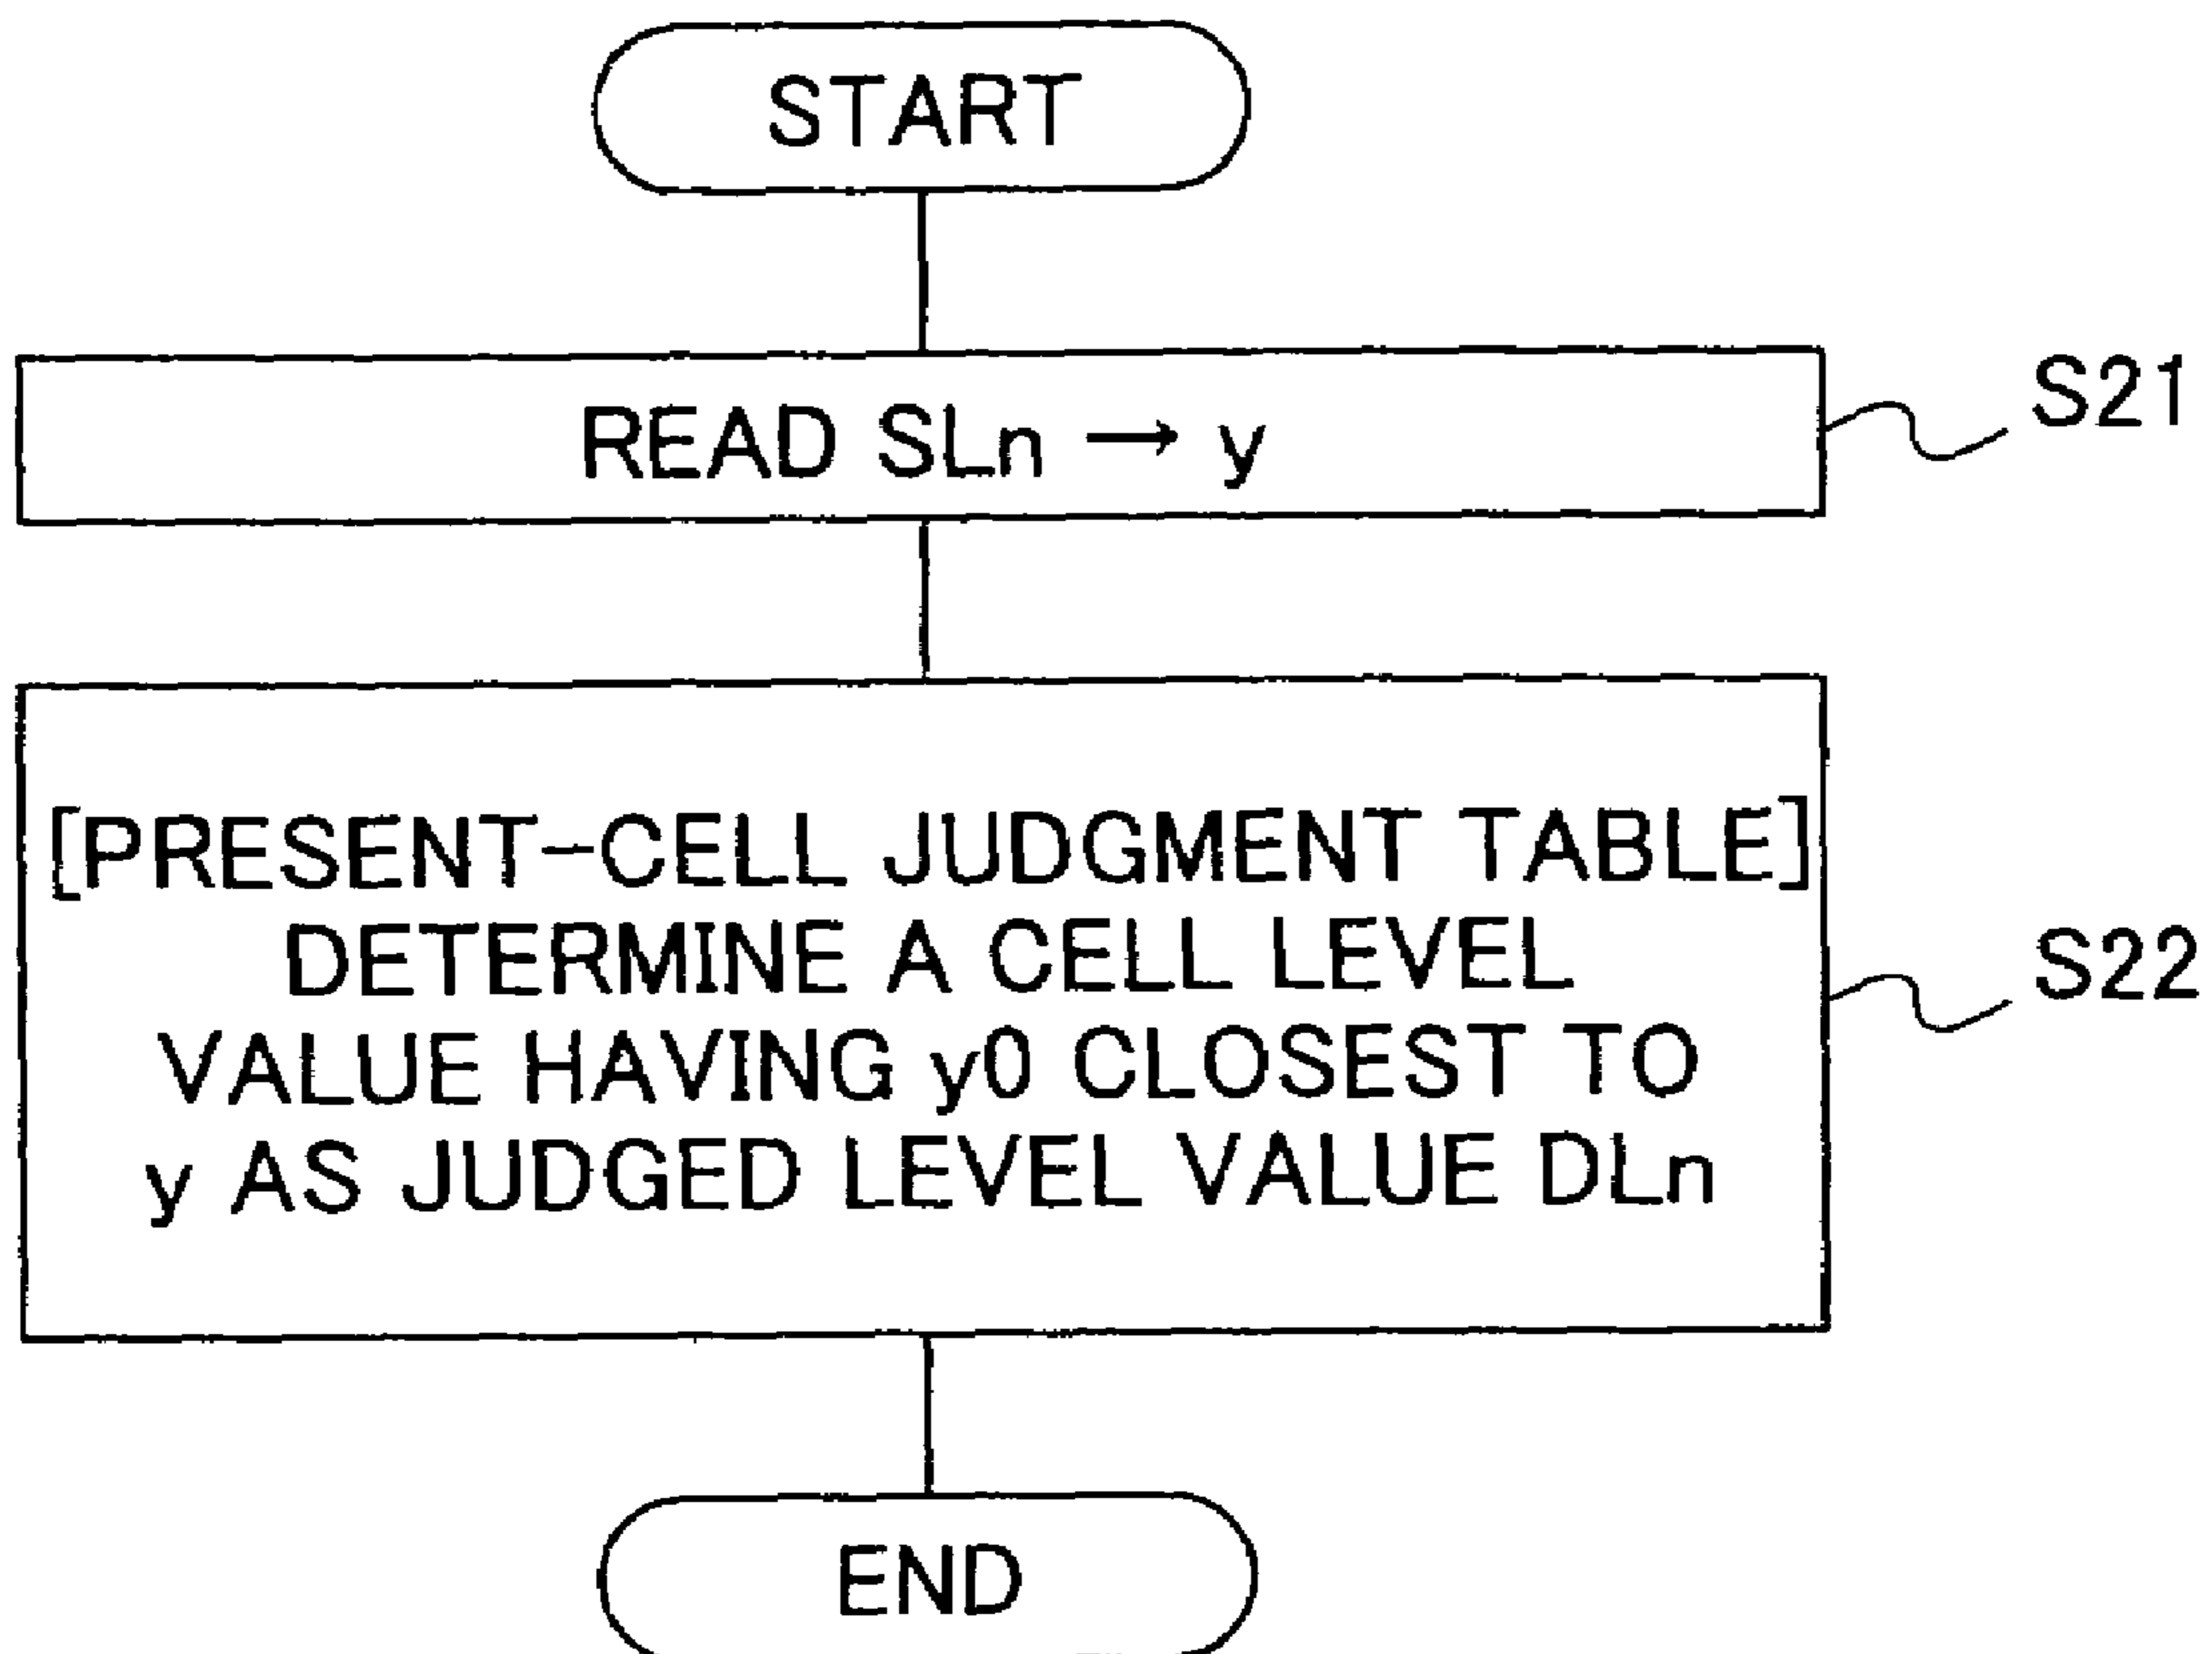 START
READ SLn → y
S21
[PRESENT-CELL JUDGMENT TABLE]
DETERMINE A CELL LEVEL
VALUE HAVING y0 CLOSEST TO
y AS JUDGED LEVEL VALUE DLn
S22
END